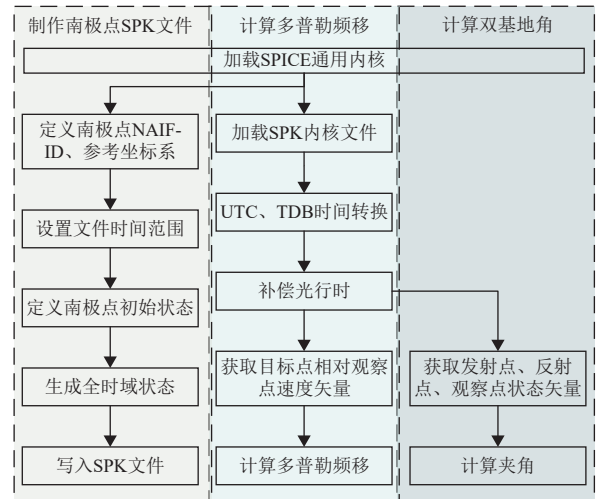 制作南极点SPK文件
计算多普勒频移
计算双基地角
加载SPICE通用内核
定义南极点NAIF-
ID、参考坐标系
设置文件时间范围
定义南极点初始状态
生成全时域状态
写入SPK文件
加载SPK内核文件
UTC、TDB时间转换
补偿光行时
获取目标点相对观察
点速度矢量
计算多普勒频移
获取发射点、反射
点、观察点状态矢量
计算夹角